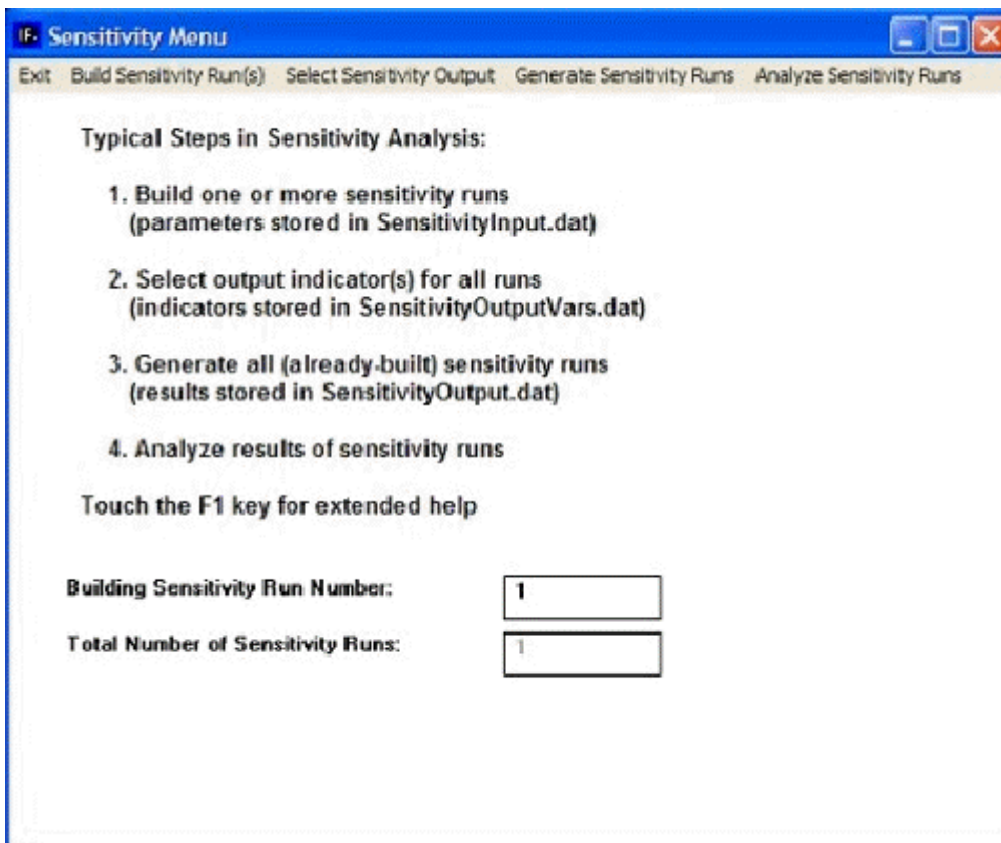 IFs Sensitivity Menu
Exit Build Sensitivity Run(s) Select Sensitivity Output Generate Sensitivity Runs Analyze Sensitivity Runs
Typical Steps in Sensitivity Analysis:
1. Build one or more sensitivity runs
(parameters stored in SensitivityInput.dat)
2. Select output indicator(s) for all runs
(indicators stored in SensitivityOutputVars.dat)
3. Generate all (already-built) sensitivity runs
(results stored in SensitivityOutput.dat)
4. Analyze results of sensitivity runs
Touch the F1 key for extended help
Building Sensitivity Run Number: 1
Total Number of Sensitivity Runs: 1